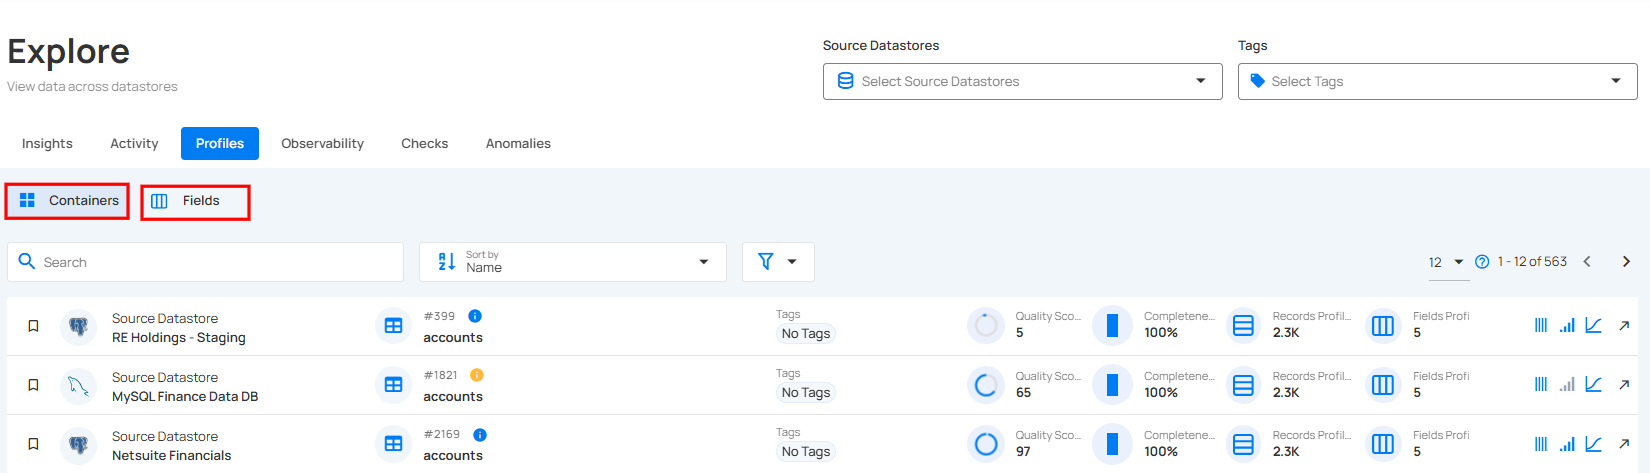 Explore
View data across datastores
Source Datastores
Select Source Datastores
Tags
Select Tags
Insights Activity Profiles Observability Checks Anomalies
Containers Fields
Search
Sort by
Name
12 1 - 12 of 563
Source Datastore
RE Holdings - Staging
#399
accounts
Tags
No Tags
Quality Sco...
5
Completene...
100%
Records Profil...
2.3K
Fields Profi
5
Source Datastore
MySQL Finance Data DB
#1821
accounts
Tags
No Tags
Quality Sco...
65
Completene...
100%
Records Profil...
2.3K
Fields Profi
5
Source Datastore
Netsuite Financials
#2169
accounts
Tags
No Tags
Quality Sco...
97
Completene...
100%
Records Profil...
2.3K
Fields Profi
5